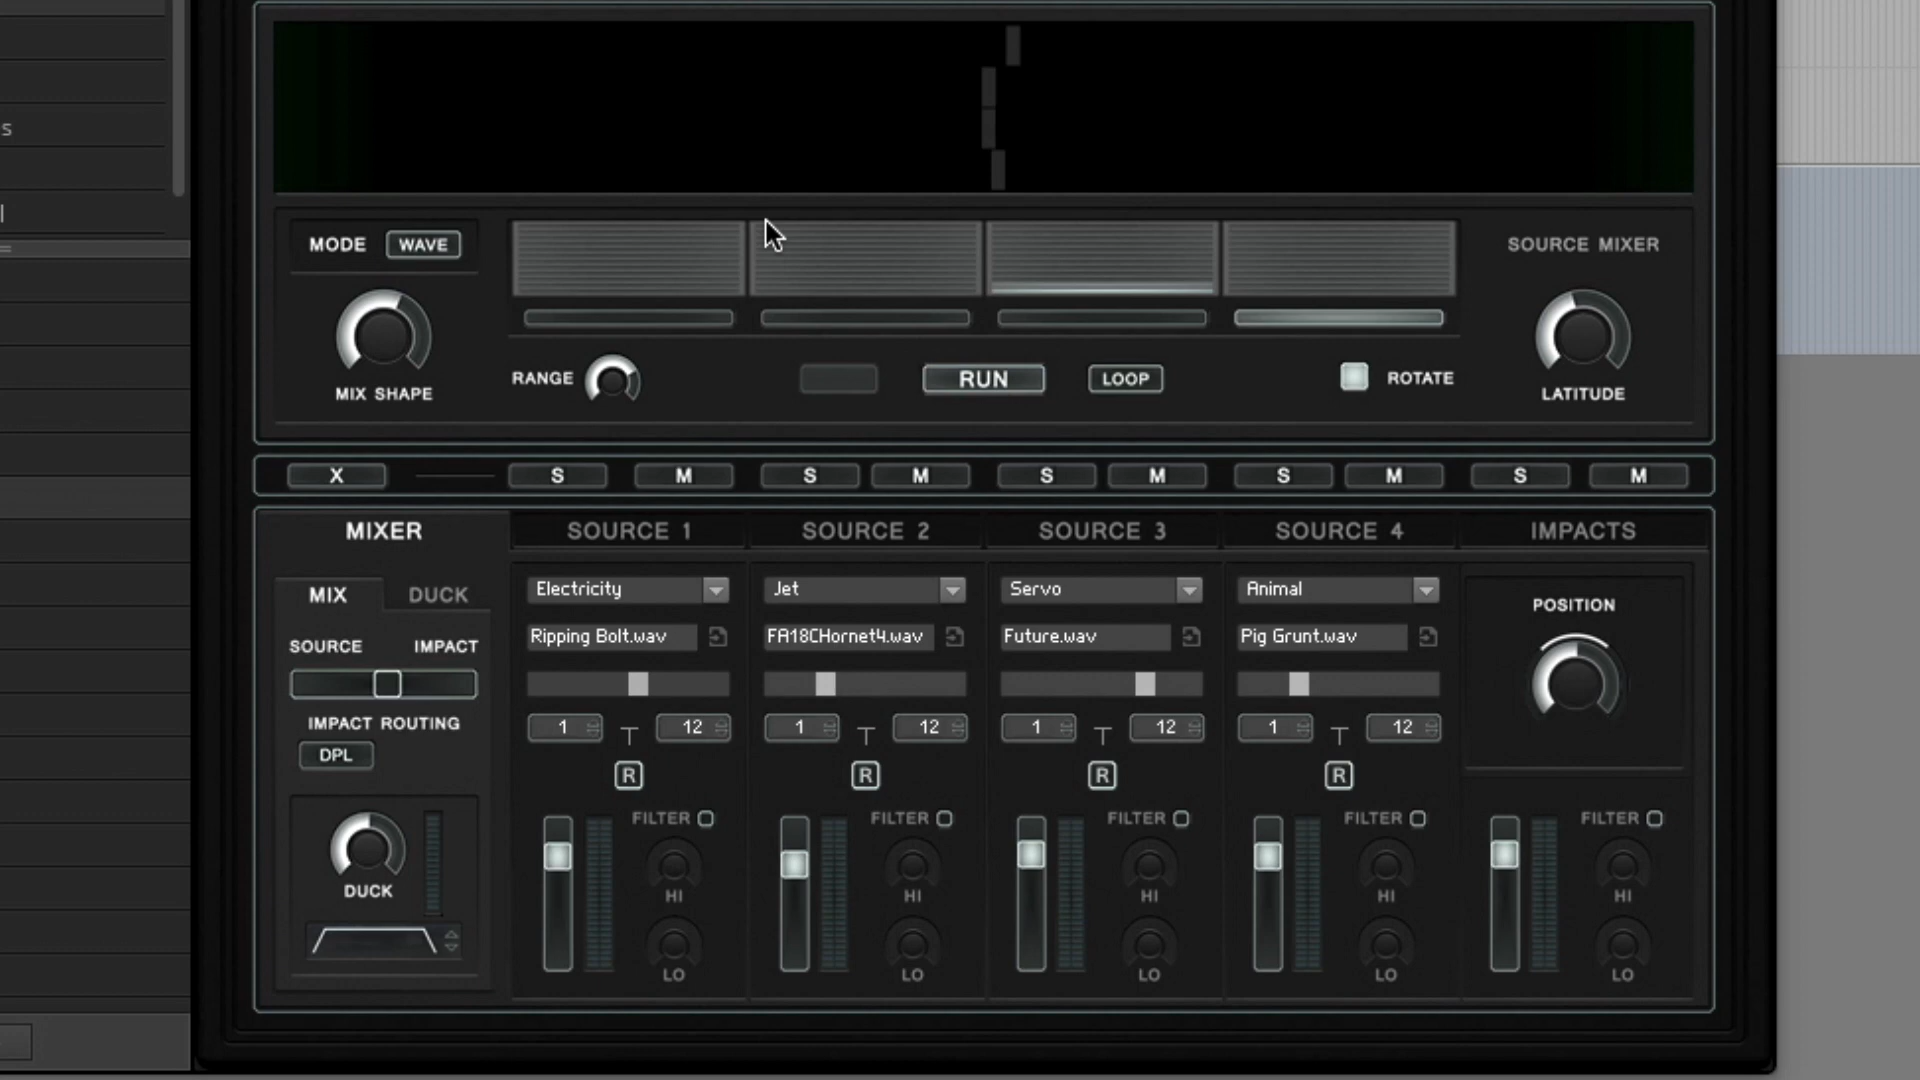 s
l
MODE WAVE
SOURCE MIXER
MIX SHAPE
RANGE
RUN
LOOP
ROTATE
LATITUDE
X S M S M S M S M S M
MIXER SOURCE 1 SOURCE 2 SOURCE 3 SOURCE 4 IMPACTS
MIX DUCK
Electricity Jet Servo Animal
POSITION
SOURCE IMPACT
Ripping Bolt.wav FA18CHornet4.wav Future.wav Pig Grunt.wav
IMPACT ROUTING
1 12 1 12 1 12 1 12
DPL
R R R R
FILTER FILTER FILTER FILTER FILTER
DUCK
HI HI HI HI HI
LO LO LO LO LO